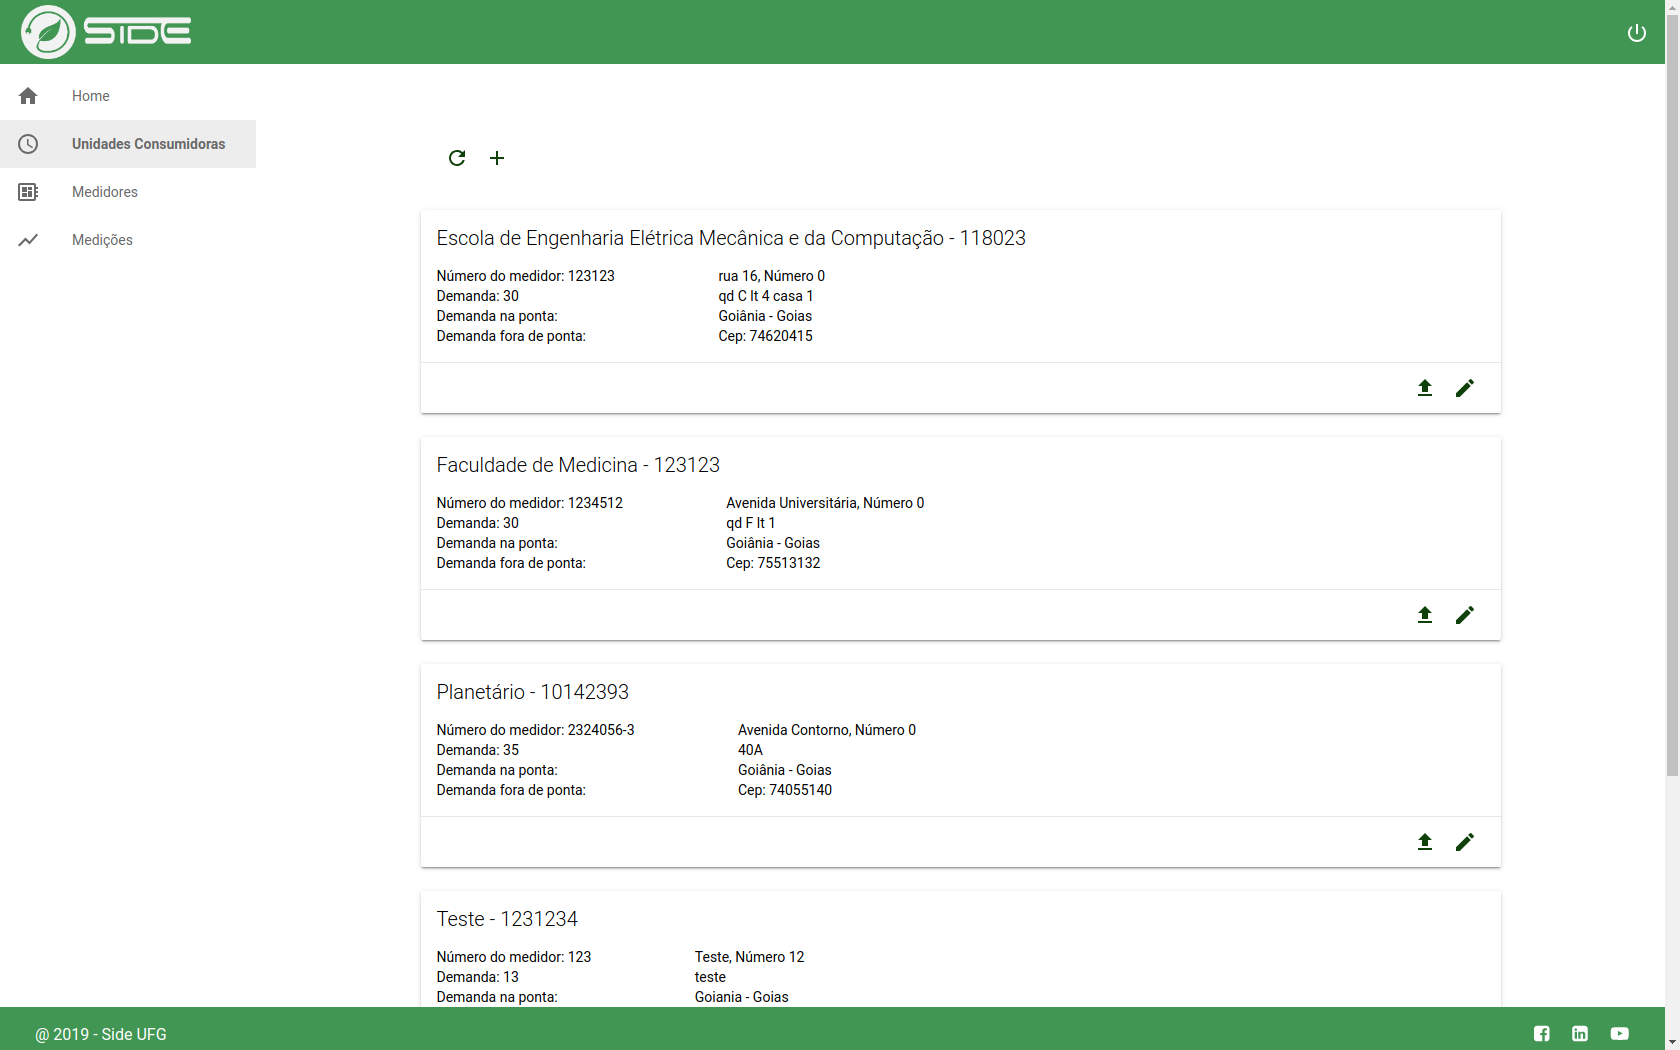 SIDE
Home
Unidades Consumidoras
Medidores
Medições
Escola de Engenharia Elétrica Mecânica e da Computação - 118023
Número do medidor: 123123
Demanda: 30
Demanda na ponta:
Demanda fora de ponta:
rua 16, Número 0
qd C lt 4 casa 1
Goiânia - Goias
Cep: 74620415
Faculdade de Medicina - 123123
Número do medidor: 1234512
Demanda: 30
Demanda na ponta:
Demanda fora de ponta:
Avenida Universitária, Número 0
qd F lt 1
Goiânia - Goias
Cep: 75513132
Planetário - 10142393
Número do medidor: 2324056-3
Demanda: 35
Demanda na ponta:
Demanda fora de ponta:
Avenida Contorno, Número 0
40A
Goiânia - Goias
Cep: 74055140
Teste - 1231234
Número do medidor: 123
Demanda: 13
Demanda na ponta:
Teste, Número 12
teste
Goiania - Goias
@ 2019 - Side UFG